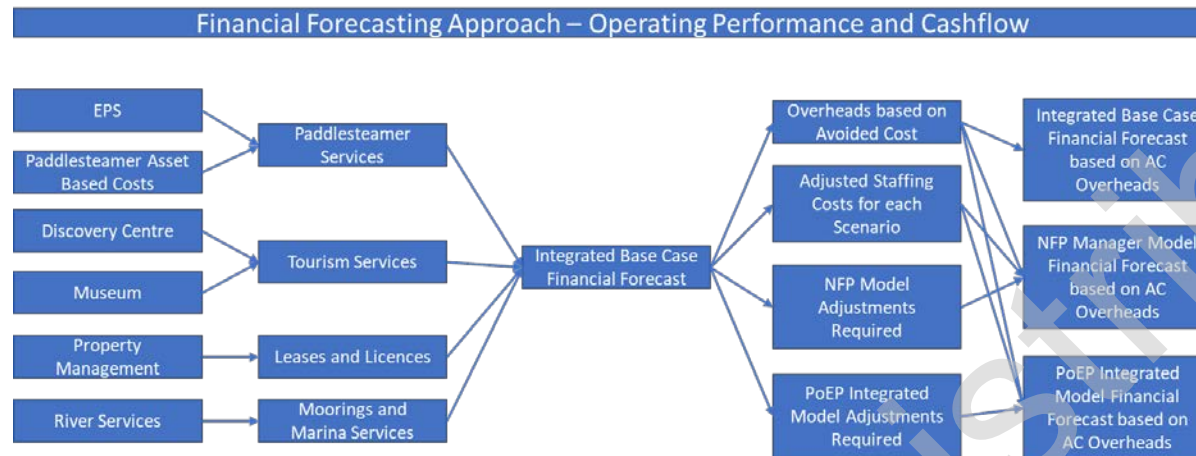 Financial Forecasting Approach – Operating Performance and Cashflow
EPS
Paddlesteamer Asset
Based Costs
Discovery Centre
Museum
Property
Management
River Services
Paddlesteamer
Services
Tourism Services
Leases and Licences
Moorings and
Marina Services
Integrated Base Case
Financial Forecast
Overheads based on
Avoided Cost
Adjusted Staffing
Costs for each
Scenario
NFP Model
Adjustments
Required
PoEP Integrated
Model Adjustments
Required
Integrated Base Case
Financial Forecast
based on AC
Overheads
NFP Manager Model
Financial Forecast
based on AC
Overheads
PoEP Integrated
Model Financial
Forecast based on
AC Overheads